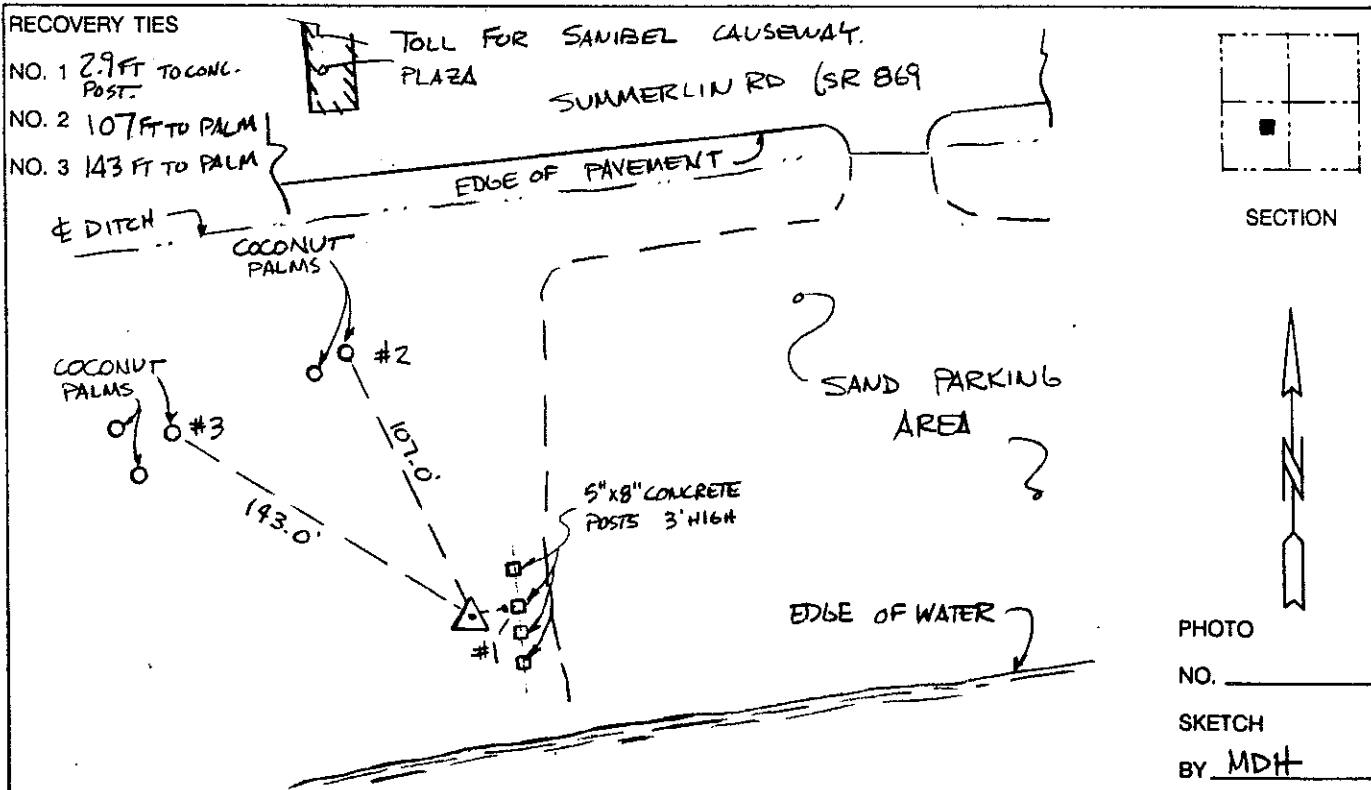 RECOVERY TIES
NO. 1 2.9 FT TO CONC.
POST.
NO. 2 107 FT TO PALM
NO. 3 143 FT TO PALM
TOLL FOR SANIBEL CAUSEWAY.
PLAZA
SUMMERLIN RD (SR 869
EDGE OF PAVEMENT
℄ DITCH
COCONUT
PALMS
#2
COCONUT
PALMS
#3
107.0'
143.0'
5"x8" CONCRETE
POSTS 3' HIGH
#1
SAND PARKING
AREA
EDGE OF WATER
SECTION
N
PHOTO
NO.
SKETCH
BY MDH